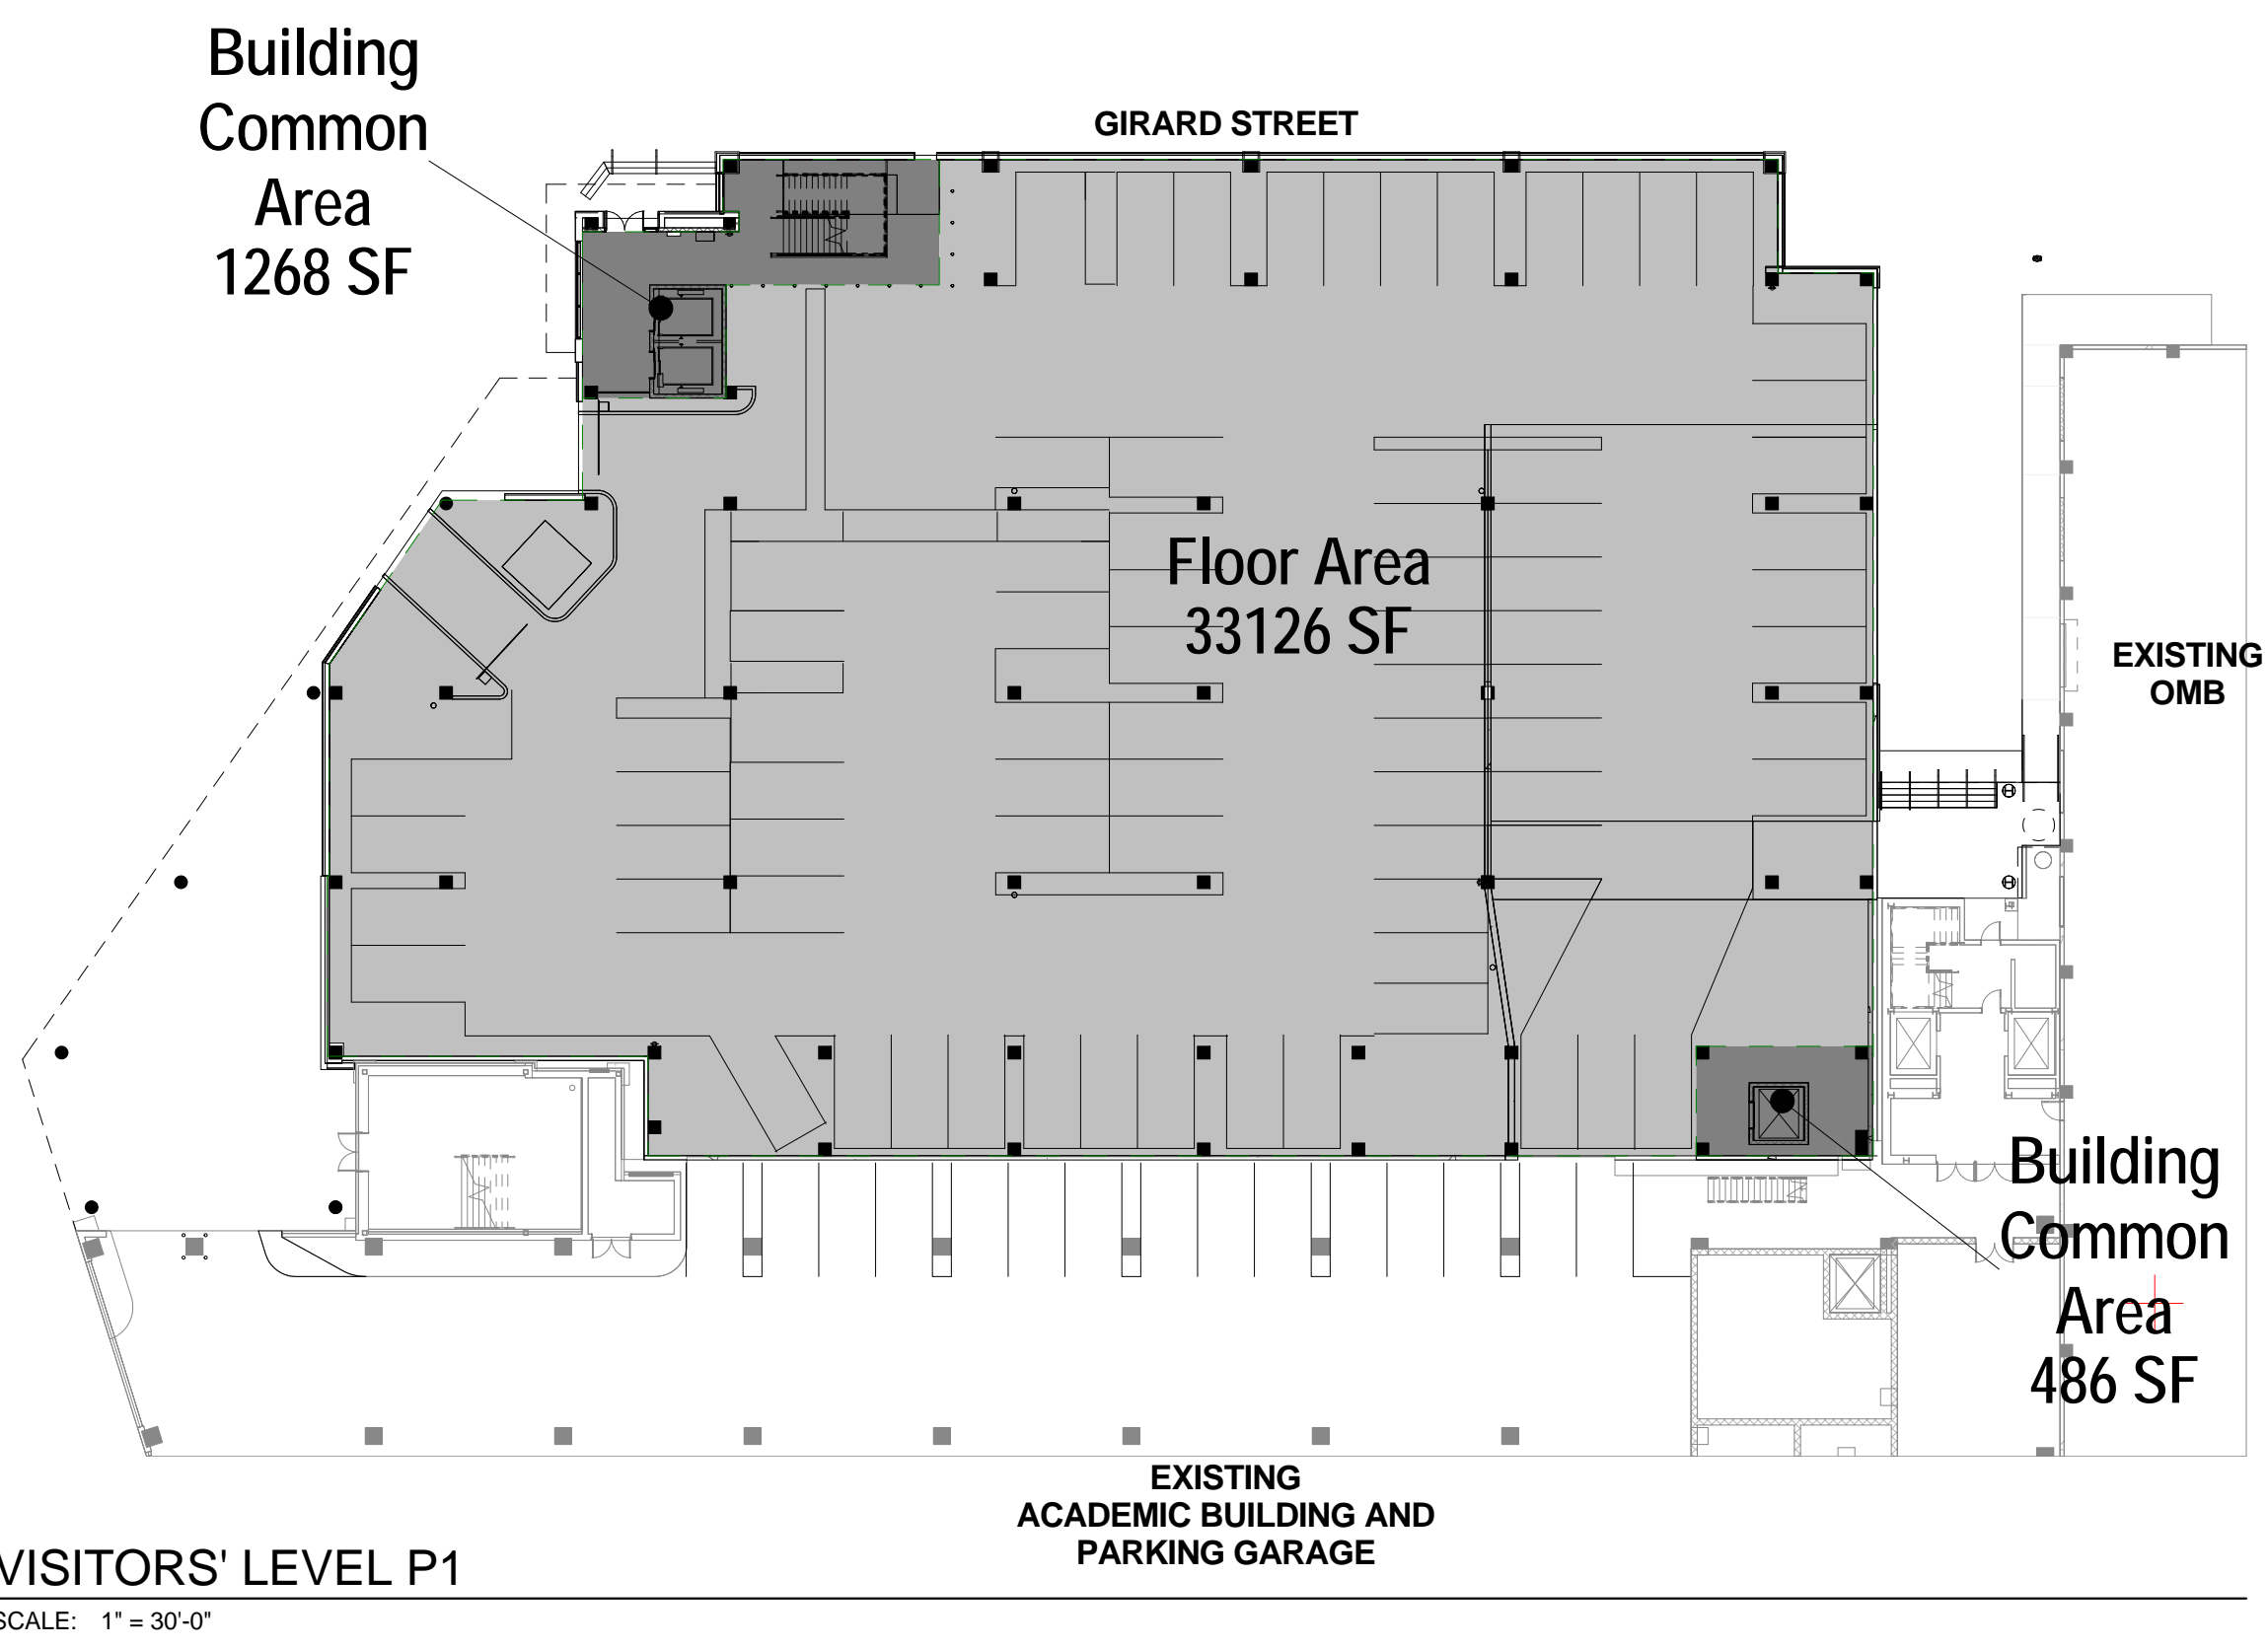 Building
Common
Area
1268 SF
GIRARD STREET
Floor Area
33126 SF
EXISTING
OMB
Building
Common
Area
486 SF
EXISTING
ACADEMIC BUILDING AND
PARKING GARAGE
VISITORS' LEVEL P1
SCALE: 1" = 30'-0"